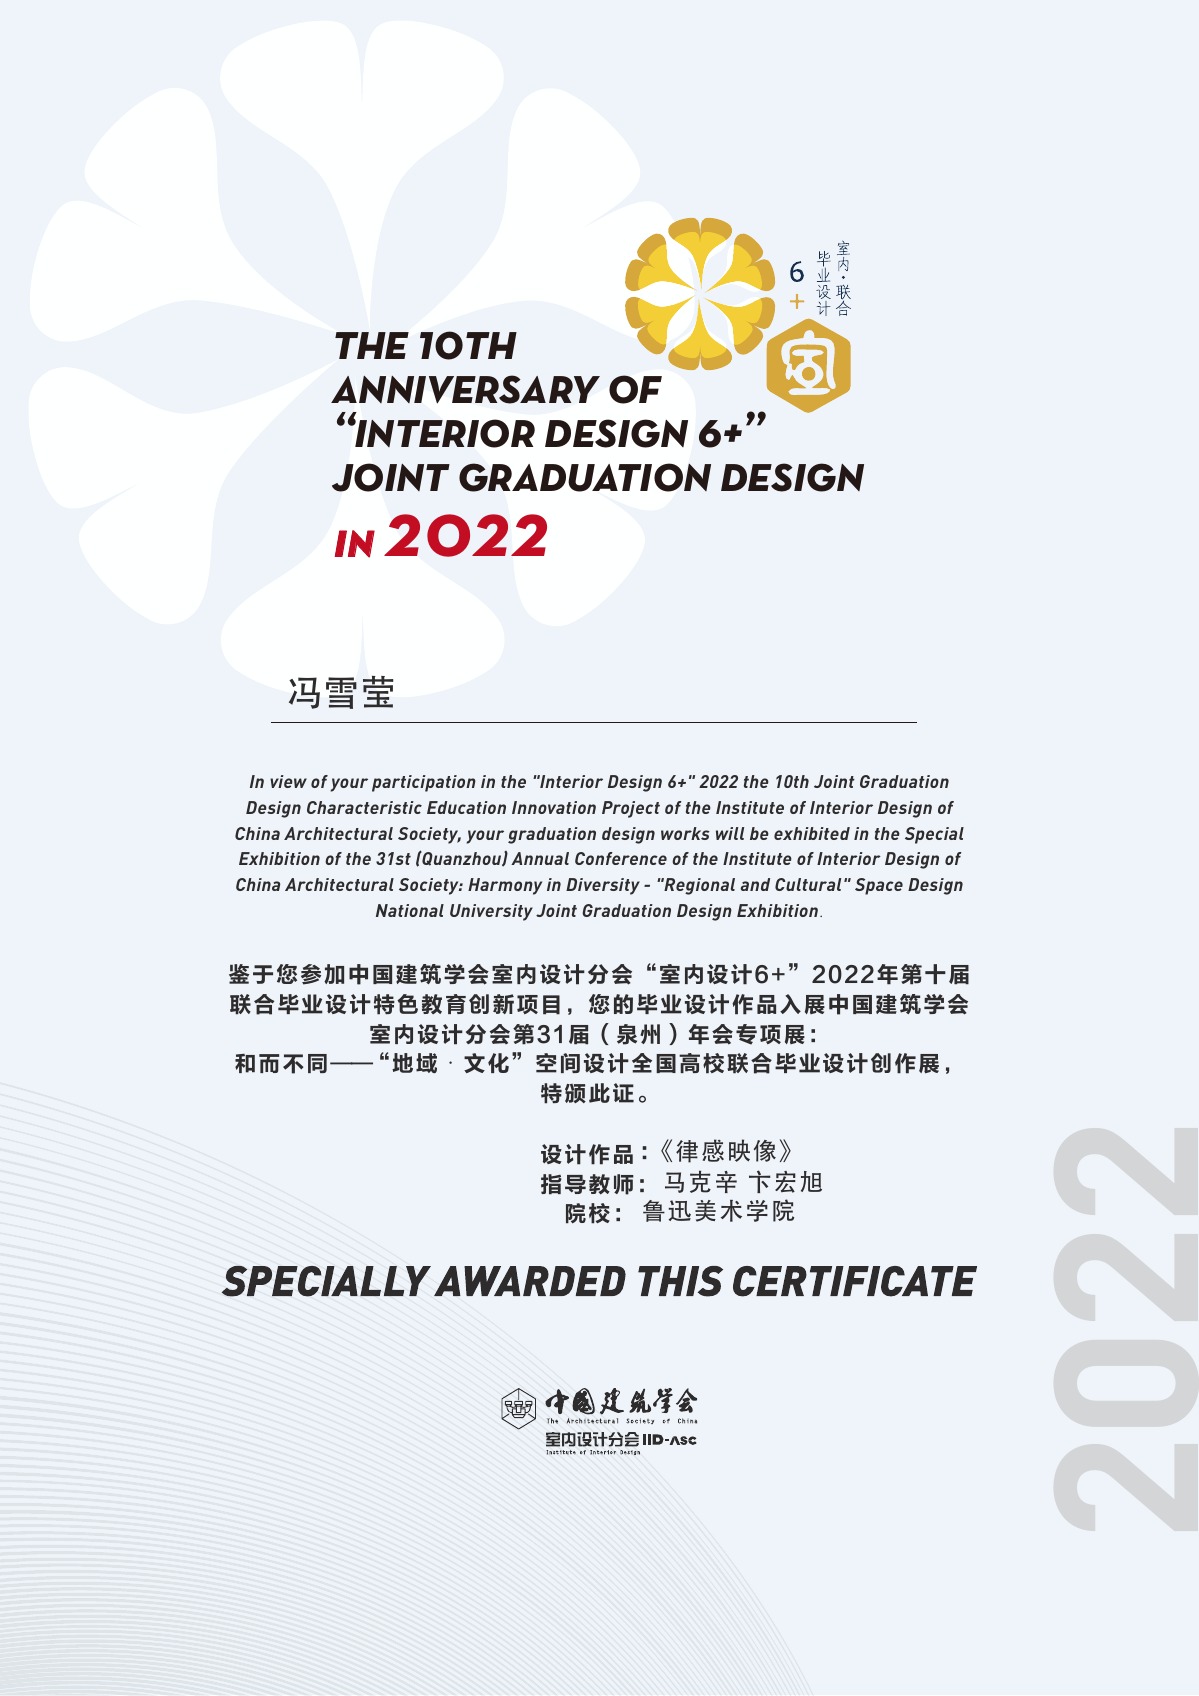 室内·联合
毕业设计
6
+
THE 10TH
ANNIVERSARY OF
“INTERIOR DESIGN 6+”
JOINT GRADUATION DESIGN
IN 2022
冯雪莹
In view of your participation in the "Interior Design 6+" 2022 the 10th Joint Graduation
Design Characteristic Education Innovation Project of the Institute of Interior Design of
China Architectural Society, your graduation design works will be exhibited in the Special
Exhibition of the 31st (Quanzhou) Annual Conference of the Institute of Interior Design of
China Architectural Society: Harmony in Diversity - "Regional and Cultural" Space Design
National University Joint Graduation Design Exhibition.
鉴于您参加中国建筑学会室内设计分会“室内设计6+”2022年第十届
联合毕业设计特色教育创新项目，您的毕业设计作品入展中国建筑学会
室内设计分会第31届（泉州）年会专项展：
和而不同——“地域·文化”空间设计全国高校联合毕业设计创作展，
特颁此证。
设计作品：《律感映像》
指导教师： 马克辛 卞宏旭
院校： 鲁迅美术学院
SPECIALLY AWARDED THIS CERTIFICATE
2022
中国建筑学会
The Architectural Society of China
室内设计分会 IID-ASC
Institute of Interior Design